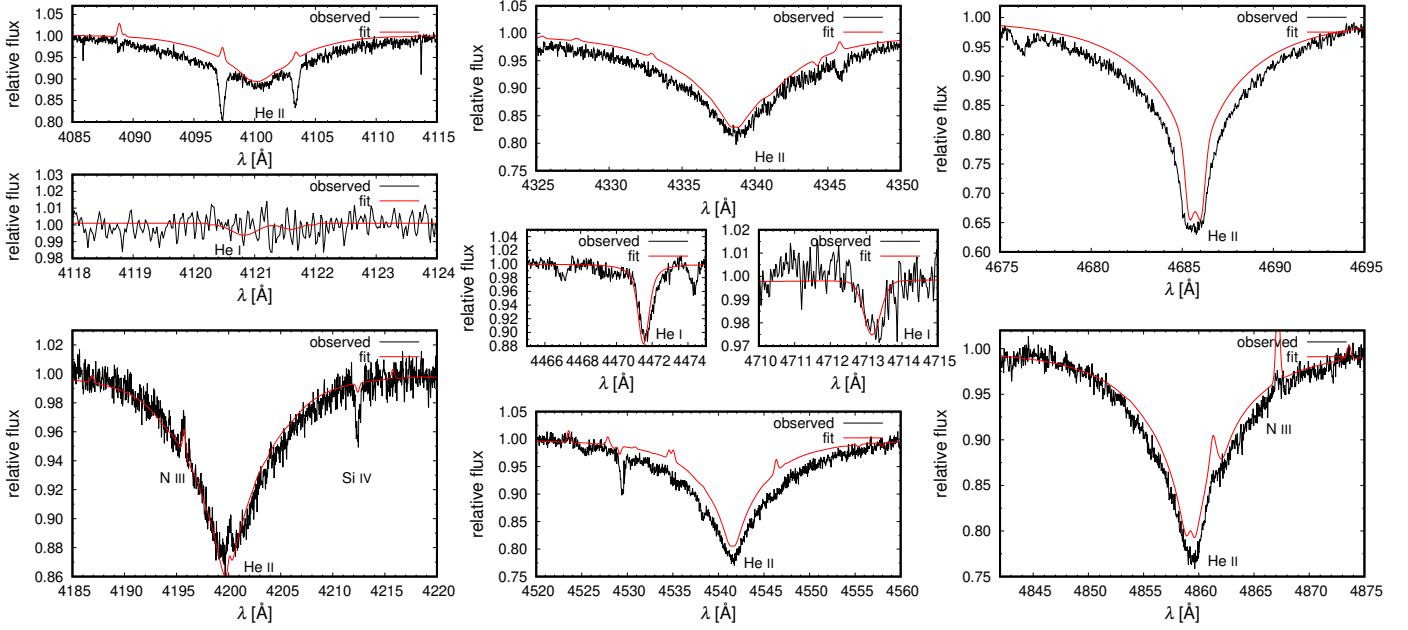 observed
fit
relative flux
1.00
0.95
0.90
0.85
0.80
He II
4085 4090 4095 4100 4105 4110 4115
λ [Å]
observed
fit
relative flux
1.03
1.01
1.00
0.99
0.98
He I
4118 4119 4120 4121 4122 4123 4124
λ [Å]
observed
fit
relative flux
1.02
1.00
0.98
0.96
0.94
0.92
0.90
0.88
0.86
N III
Si IV
He II
4185 4190 4195 4200 4205 4210 4215 4220
λ [Å]
observed
fit
relative flux
1.05
1.00
0.95
0.90
0.85
0.80
0.75
He II
4325 4330 4335 4340 4345 4350
λ [Å]
observed
fit
relative flux
1.04
1.02
1.00
0.98
0.96
0.94
0.92
0.90
0.88
He I
4466 4468 4470 4472 4474
λ [Å]
observed
fit
relative flux
1.02
1.00
0.99
0.98
0.97
He I
4710 4711 4712 4713 4714 4715
λ [Å]
observed
fit
relative flux
1.05
1.00
0.95
0.90
0.85
0.80
0.75
He II
4520 4525 4530 4535 4540 4545 4550 4555 4560
λ [Å]
observed
fit
relative flux
1.00
0.95
0.90
0.85
0.80
0.75
0.70
0.65
0.60
He II
4675 4680 4685 4690 4695
λ [Å]
observed
fit
relative flux
1.00
0.95
0.90
0.85
0.80
0.75
N III
He II
4845 4850 4855 4860 4865 4870 4875
λ [Å]